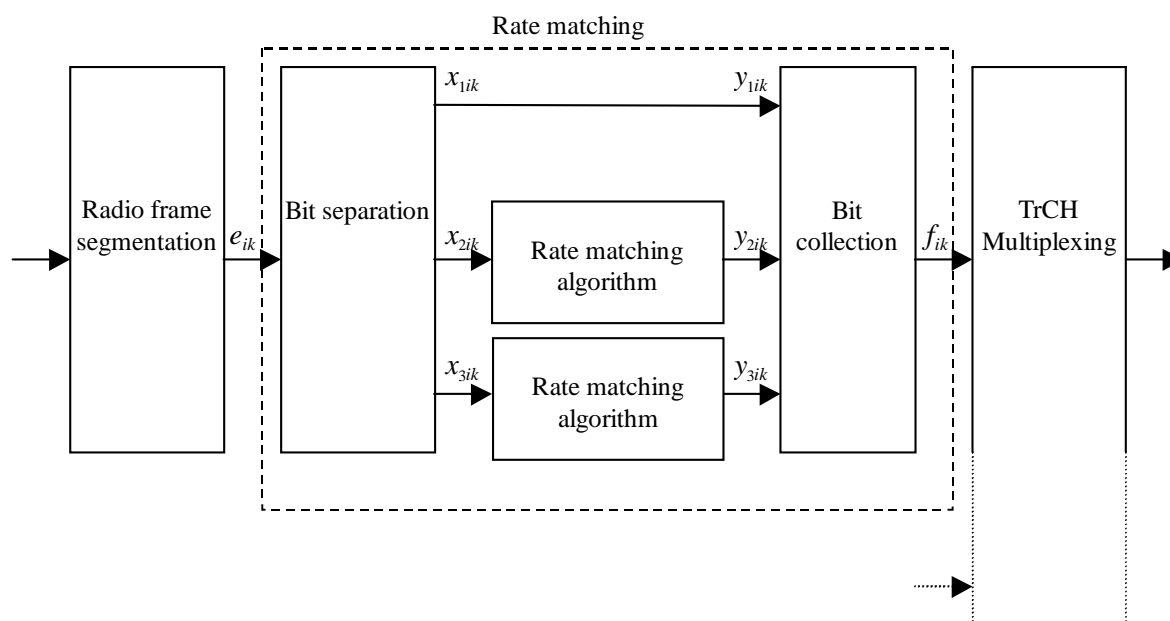 Rate matching
x1ik
y1ik
Radio frame
segmentation
eik
Bit separation
x2ik
Rate matching
algorithm
y2ik
Bit
collection
fik
TrCH
Multiplexing
x3ik
Rate matching
algorithm
y3ik